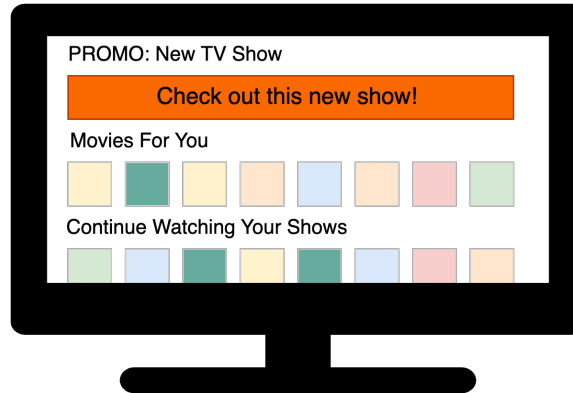 PROMO: New TV Show
Check out this new show!
Movies For You
Continue Watching Your Shows